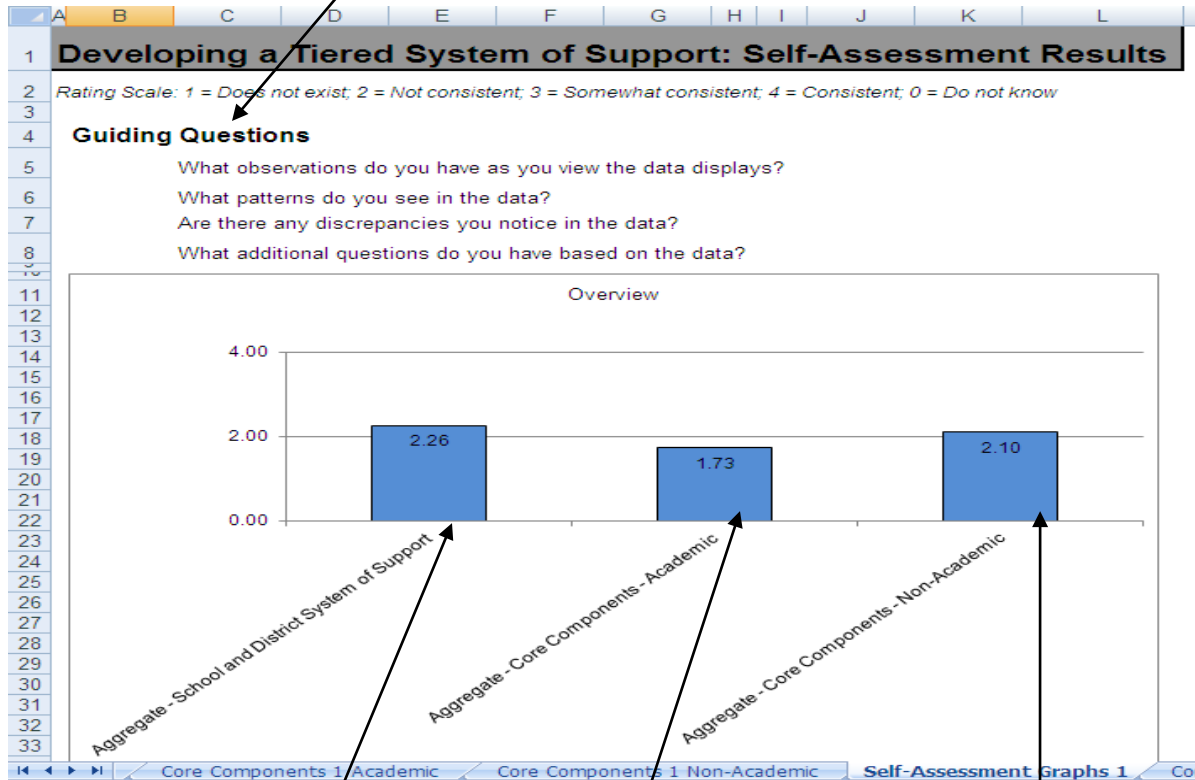 A B C D E F G H I J K L
1 Developing a Tiered System of Support: Self-Assessment Results
2 Rating Scale: 1 = Does not exist; 2 = Not consistent; 3 = Somewhat consistent; 4 = Consistent; 0 = Do not know
3
4 Guiding Questions
5 What observations do you have as you view the data displays?
6 What patterns do you see in the data?
7 Are there any discrepancies you notice in the data?
8 What additional questions do you have based on the data?
11 Overview
12
13
14 4.00
15
16
17
18 2.00 2.26 2.10
19 1.73
20
21
22 0.00
23
24
25
26
27
28
29
30
31
32
33
Aggregate - School and District System of Support
Aggregate - Core Components - Academic
Aggregate - Core Components - Non-Academic
Core Components 1 Academic Core Components 1 Non-Academic Self-Assessment Graphs 1 Co